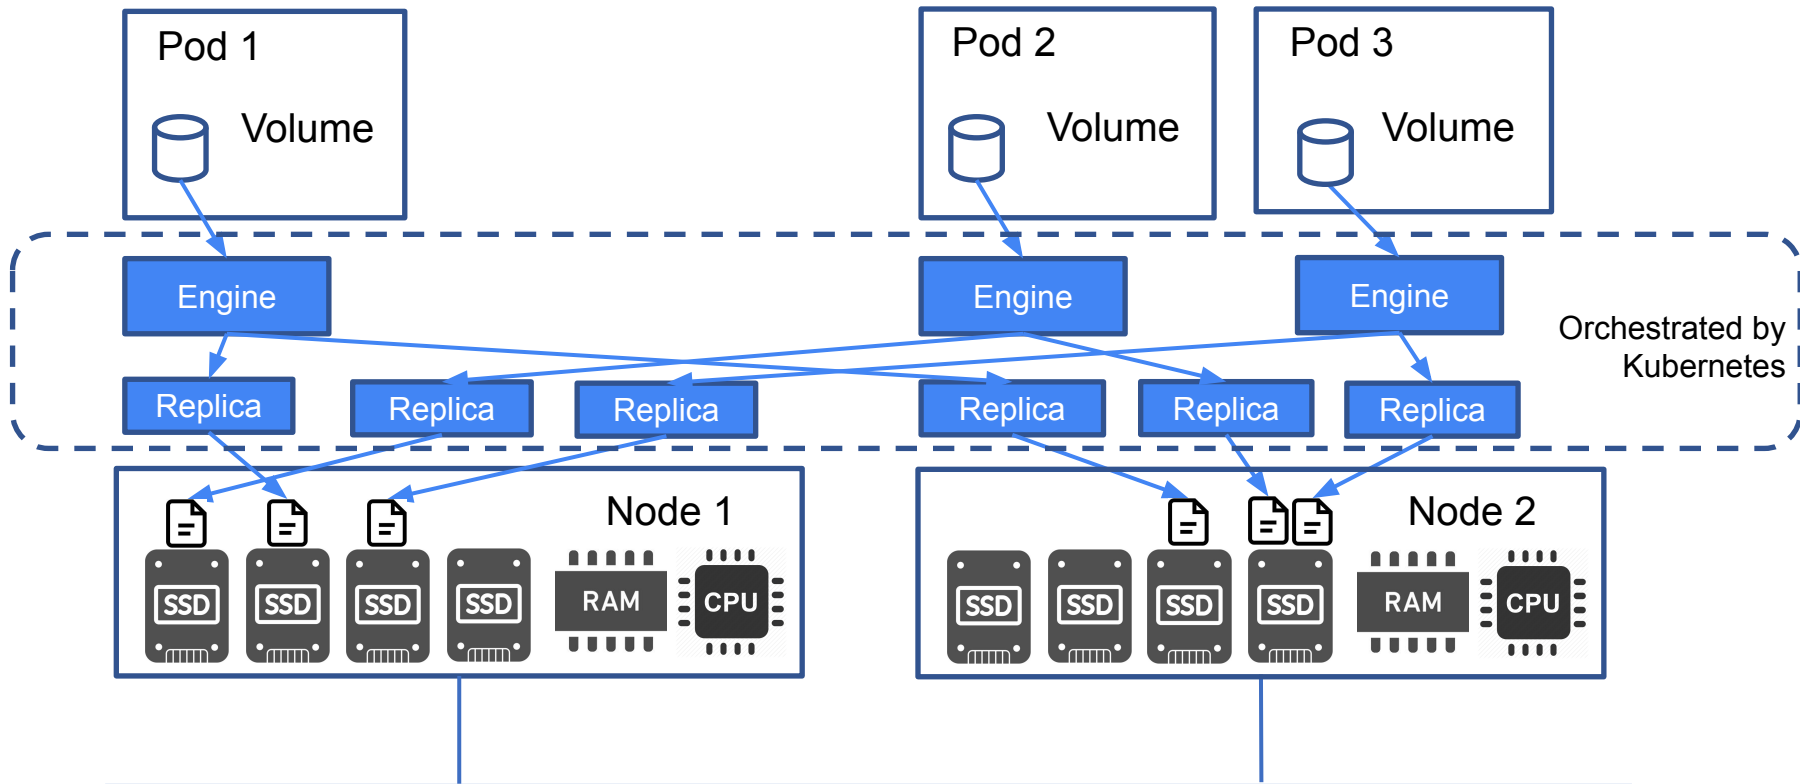 Pod 1
Pod 2
Pod 3
Volume
Volume
Volume
Engine
Engine
Engine
Orchestrated by
Kubernetes
Replica
Replica
Replica
Replica
Replica
Replica
Node 1
Node 2
SSD
SSD
SSD
SSD
RAM
CPU
SSD
SSD
SSD
SSD
RAM
CPU